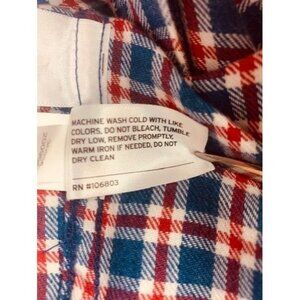 MACHINE WASH COLD WITH LIKE
COLORS, DO NOT BLEACH, TUMBLE
DRY LOW, REMOVE PROMPTLY.
WARM IRON IF NEEDED, DO NOT
DRY CLEAN
RN #106803